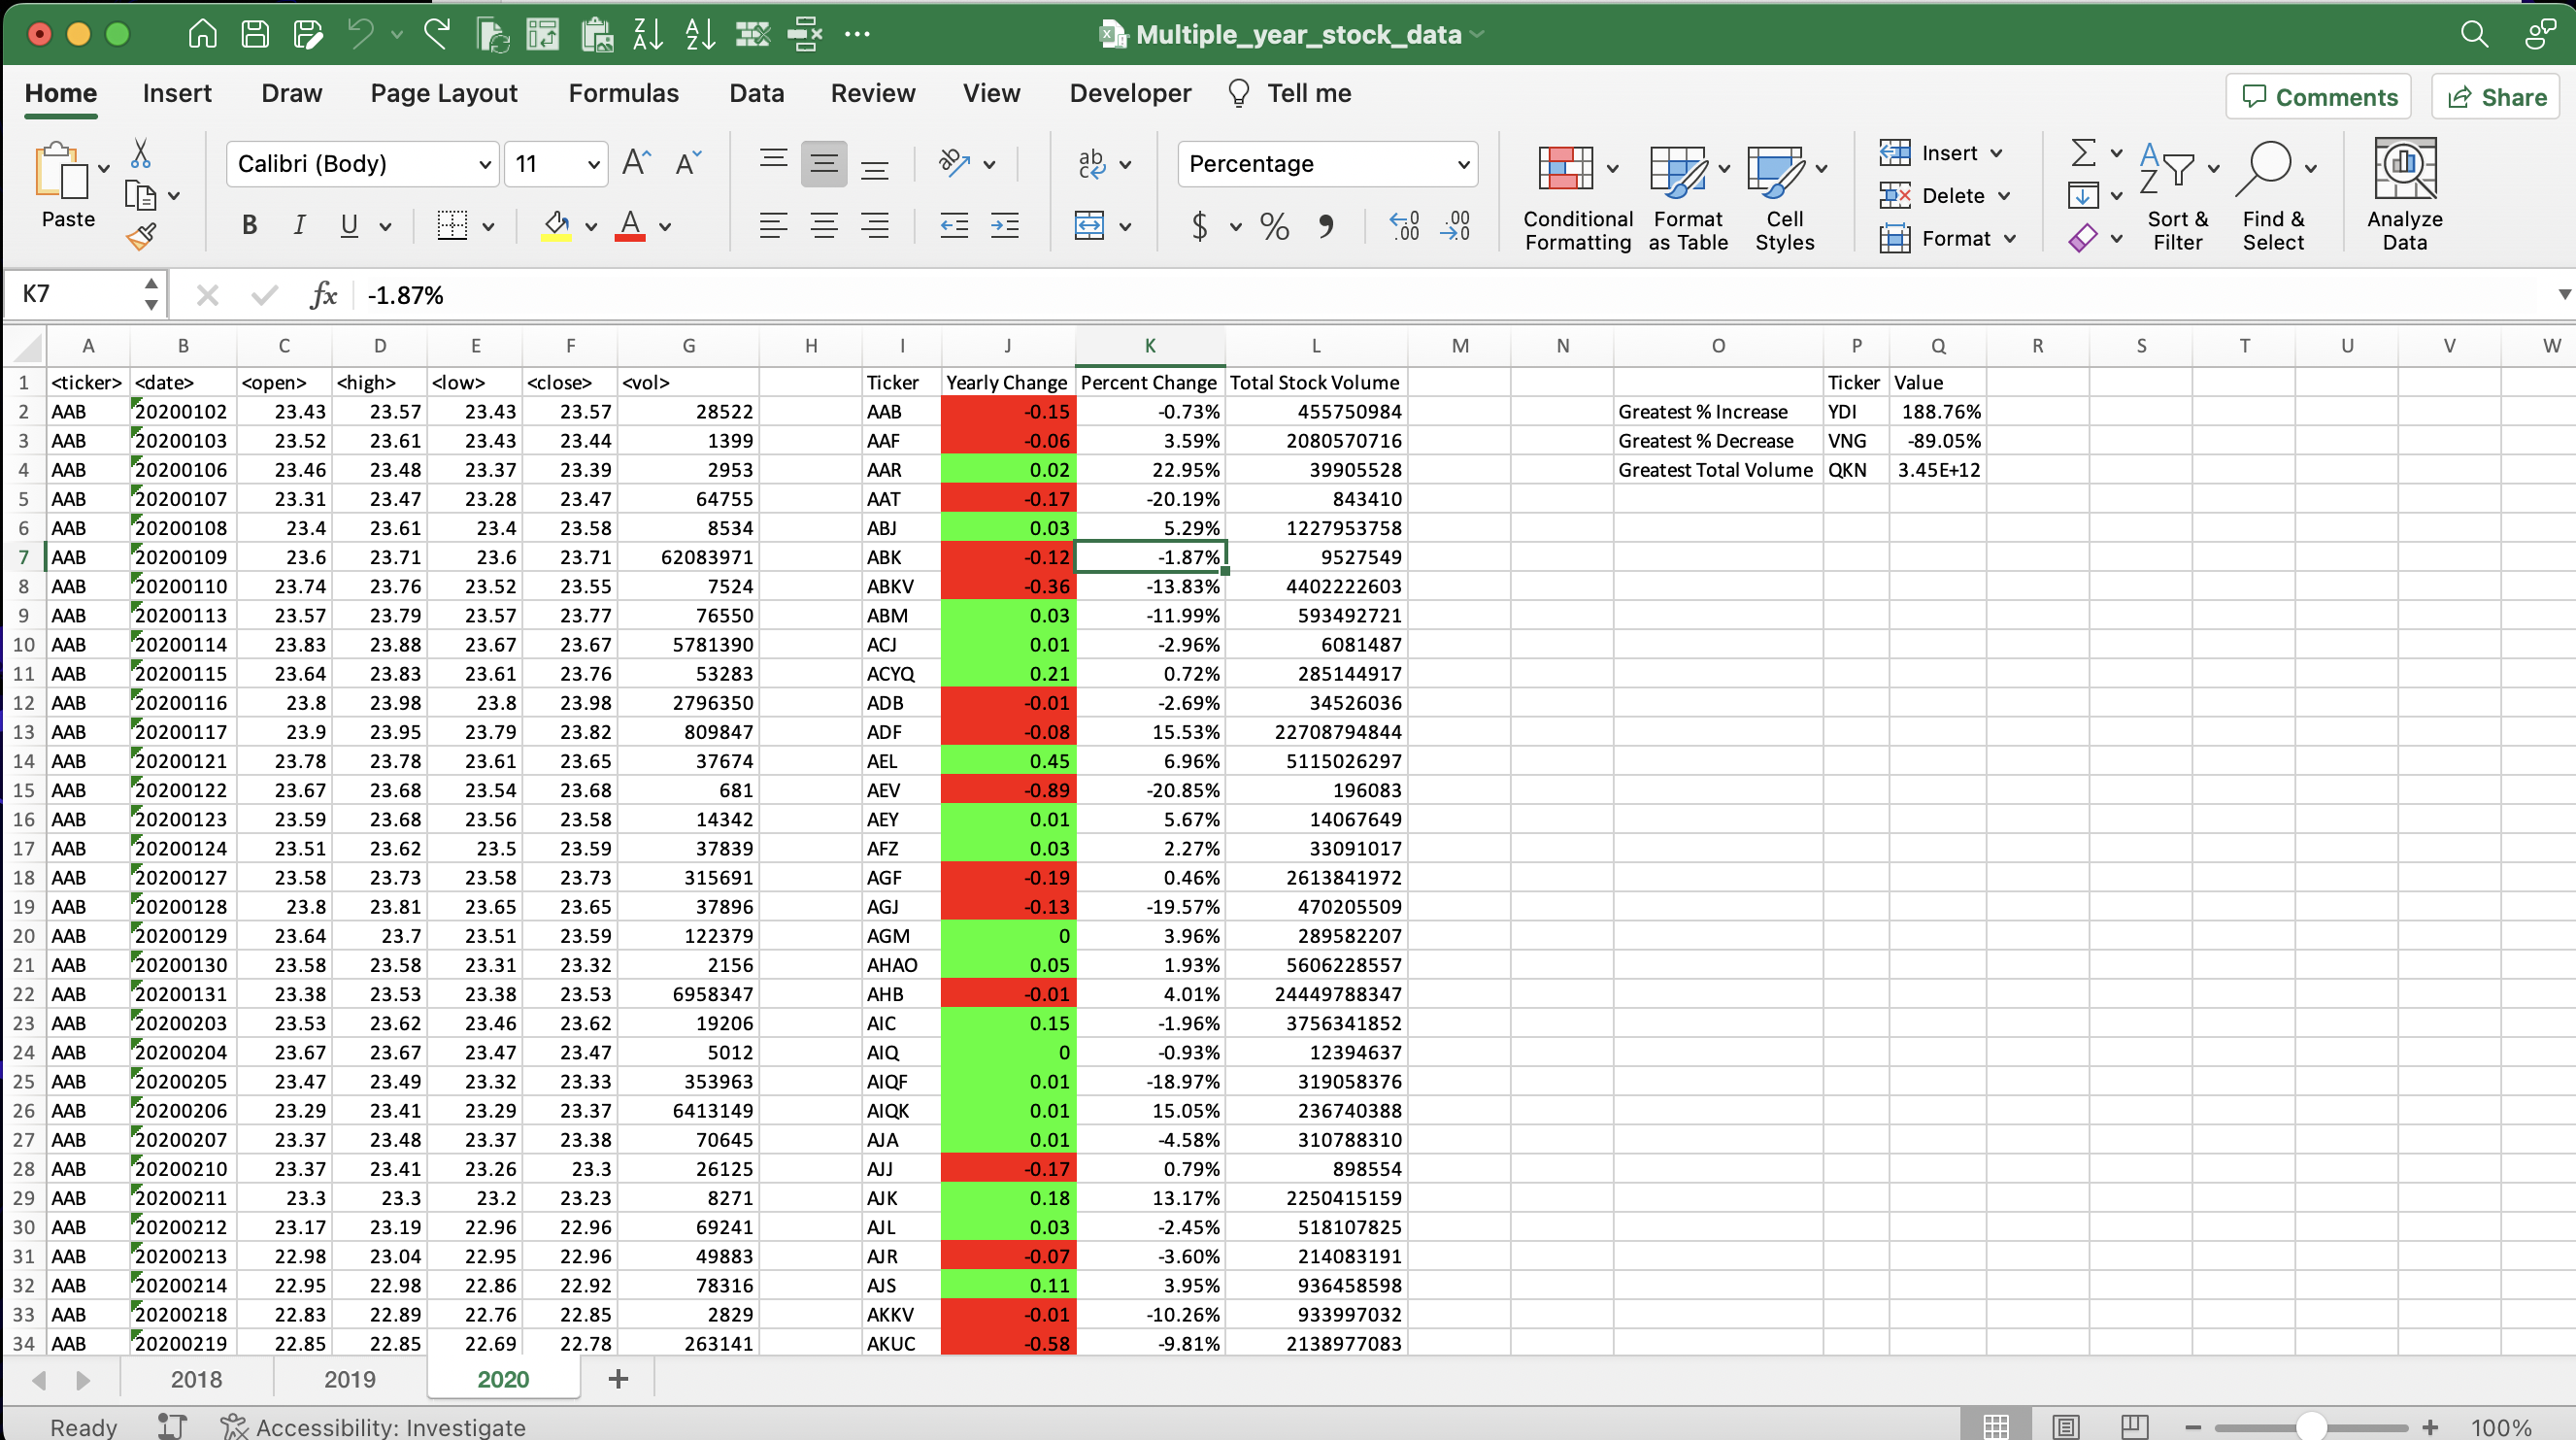 Multiple_year_stock_data
Home Insert Draw Page Layout Formulas Data Review View Developer Tell me Comments Share
Paste Calibri (Body) 11 Percentage Conditional Formatting Format as Table Cell Styles Insert Delete Format Sort & Filter Find & Select Analyze Data
K7 fx -1.87%
A B C D E F G H I J K L M N O P Q R S T U V W
1 <ticker> <date> <open> <high> <low> <close> <vol> Ticker Yearly Change Percent Change Total Stock Volume Ticker Value
2 AAB 20200102 23.43 23.57 23.43 23.57 28522 AAB -0.15 -0.73% 455750984 Greatest % Increase YDI 188.76%
3 AAB 20200103 23.52 23.61 23.43 23.44 1399 AAF -0.06 3.59% 2080570716 Greatest % Decrease VNG -89.05%
4 AAB 20200106 23.46 23.48 23.37 23.39 2953 AAR 0.02 22.95% 39905528 Greatest Total Volume QKN 3.45E+12
5 AAB 20200107 23.31 23.47 23.28 23.47 64755 AAT -0.17 -20.19% 843410
6 AAB 20200108 23.4 23.61 23.4 23.58 8534 ABJ 0.03 5.29% 1227953758
7 AAB 20200109 23.6 23.71 23.6 23.71 62083971 ABK -0.12 -1.87% 9527549
8 AAB 20200110 23.74 23.76 23.52 23.55 7524 ABKV -0.36 -13.83% 4402222603
9 AAB 20200113 23.57 23.79 23.57 23.77 76550 ABM 0.03 -11.99% 593492721
10 AAB 20200114 23.83 23.88 23.67 23.67 5781390 ACJ 0.01 -2.96% 6081487
11 AAB 20200115 23.64 23.83 23.61 23.76 53283 ACYQ 0.21 0.72% 285144917
12 AAB 20200116 23.8 23.98 23.8 23.98 2796350 ADB -0.01 -2.69% 34526036
13 AAB 20200117 23.9 23.95 23.79 23.82 809847 ADF -0.08 15.53% 22708794844
14 AAB 20200121 23.78 23.78 23.61 23.65 37674 AEL 0.45 6.96% 5115026297
15 AAB 20200122 23.67 23.68 23.54 23.68 681 AEV -0.89 -20.85% 196083
16 AAB 20200123 23.59 23.68 23.56 23.58 14342 AEY 0.01 5.67% 14067649
17 AAB 20200124 23.51 23.62 23.5 23.59 37839 AFZ 0.03 2.27% 33091017
18 AAB 20200127 23.58 23.73 23.58 23.73 315691 AGF -0.19 0.46% 2613841972
19 AAB 20200128 23.8 23.81 23.65 23.65 37896 AGJ -0.13 -19.57% 470205509
20 AAB 20200129 23.64 23.7 23.51 23.59 122379 AGM 0 3.96% 289582207
21 AAB 20200130 23.58 23.58 23.31 23.32 2156 AHAO 0.05 1.93% 5606228557
22 AAB 20200131 23.38 23.53 23.38 23.53 6958347 AHB -0.01 4.01% 24449788347
23 AAB 20200203 23.53 23.62 23.46 23.62 19206 AIC 0.15 -1.96% 3756341852
24 AAB 20200204 23.67 23.67 23.47 23.47 5012 AIQ 0 -0.93% 12394637
25 AAB 20200205 23.47 23.49 23.32 23.33 353963 AIQF 0.01 -18.97% 319058376
26 AAB 20200206 23.29 23.41 23.29 23.37 6413149 AIQK 0.01 15.05% 236740388
27 AAB 20200207 23.37 23.48 23.37 23.38 70645 AJA 0.01 -4.58% 310788310
28 AAB 20200210 23.37 23.41 23.26 23.3 26125 AJJ -0.17 0.79% 898554
29 AAB 20200211 23.3 23.3 23.2 23.23 8271 AJK 0.18 13.17% 2250415159
30 AAB 20200212 23.17 23.19 22.96 22.96 69241 AJL 0.03 -2.45% 518107825
31 AAB 20200213 22.98 23.04 22.95 22.96 49883 AJR -0.07 -3.60% 214083191
32 AAB 20200214 22.95 22.98 22.86 22.92 78316 AJS 0.11 3.95% 936458598
33 AAB 20200218 22.83 22.89 22.76 22.85 2829 AKKV -0.01 -10.26% 933997032
34 AAB 20200219 22.85 22.85 22.69 22.78 263141 AKUC -0.58 -9.81% 2138977083
2018 2019 2020 +
Ready Accessibility: Investigate 100%